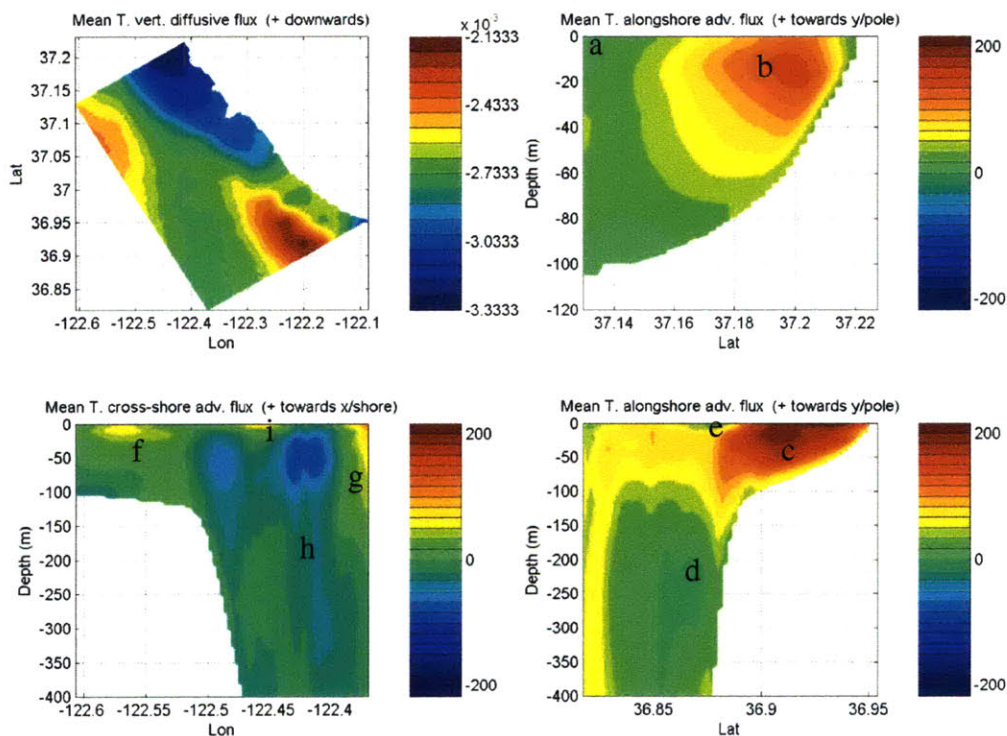 Mean T. vert. diffusive flux (+ downwards)
x 10⁻³
37.2
37.15
37.1
37.05
37
36.95
36.9
36.85
Lat
-122.6 -122.5 -122.4 -122.3 -122.2 -122.1
Lon
-2.1333
-2.4333
-2.7333
-3.0333
-3.3333
Mean T. alongshore adv. flux (+ towards y/pole)
a
b
0
-20
-40
-60
-80
-100
-120
Depth (m)
37.14 37.16 37.18 37.2 37.22
Lat
200
100
0
-100
-200
Mean T. cross-shore adv. flux (+ towards x/shore)
f
i
g
h
0
-50
-100
-150
-200
-250
-300
-350
-400
Depth (m)
-122.6 -122.55 -122.5 -122.45 -122.4
Lon
200
100
0
-100
-200
Mean T. alongshore adv. flux (+ towards y/pole)
e
c
d
0
-50
-100
-150
-200
-250
-300
-350
-400
Depth (m)
36.85 36.9 36.95
Lat
200
100
0
-100
-200